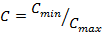 C = C_min / C_max